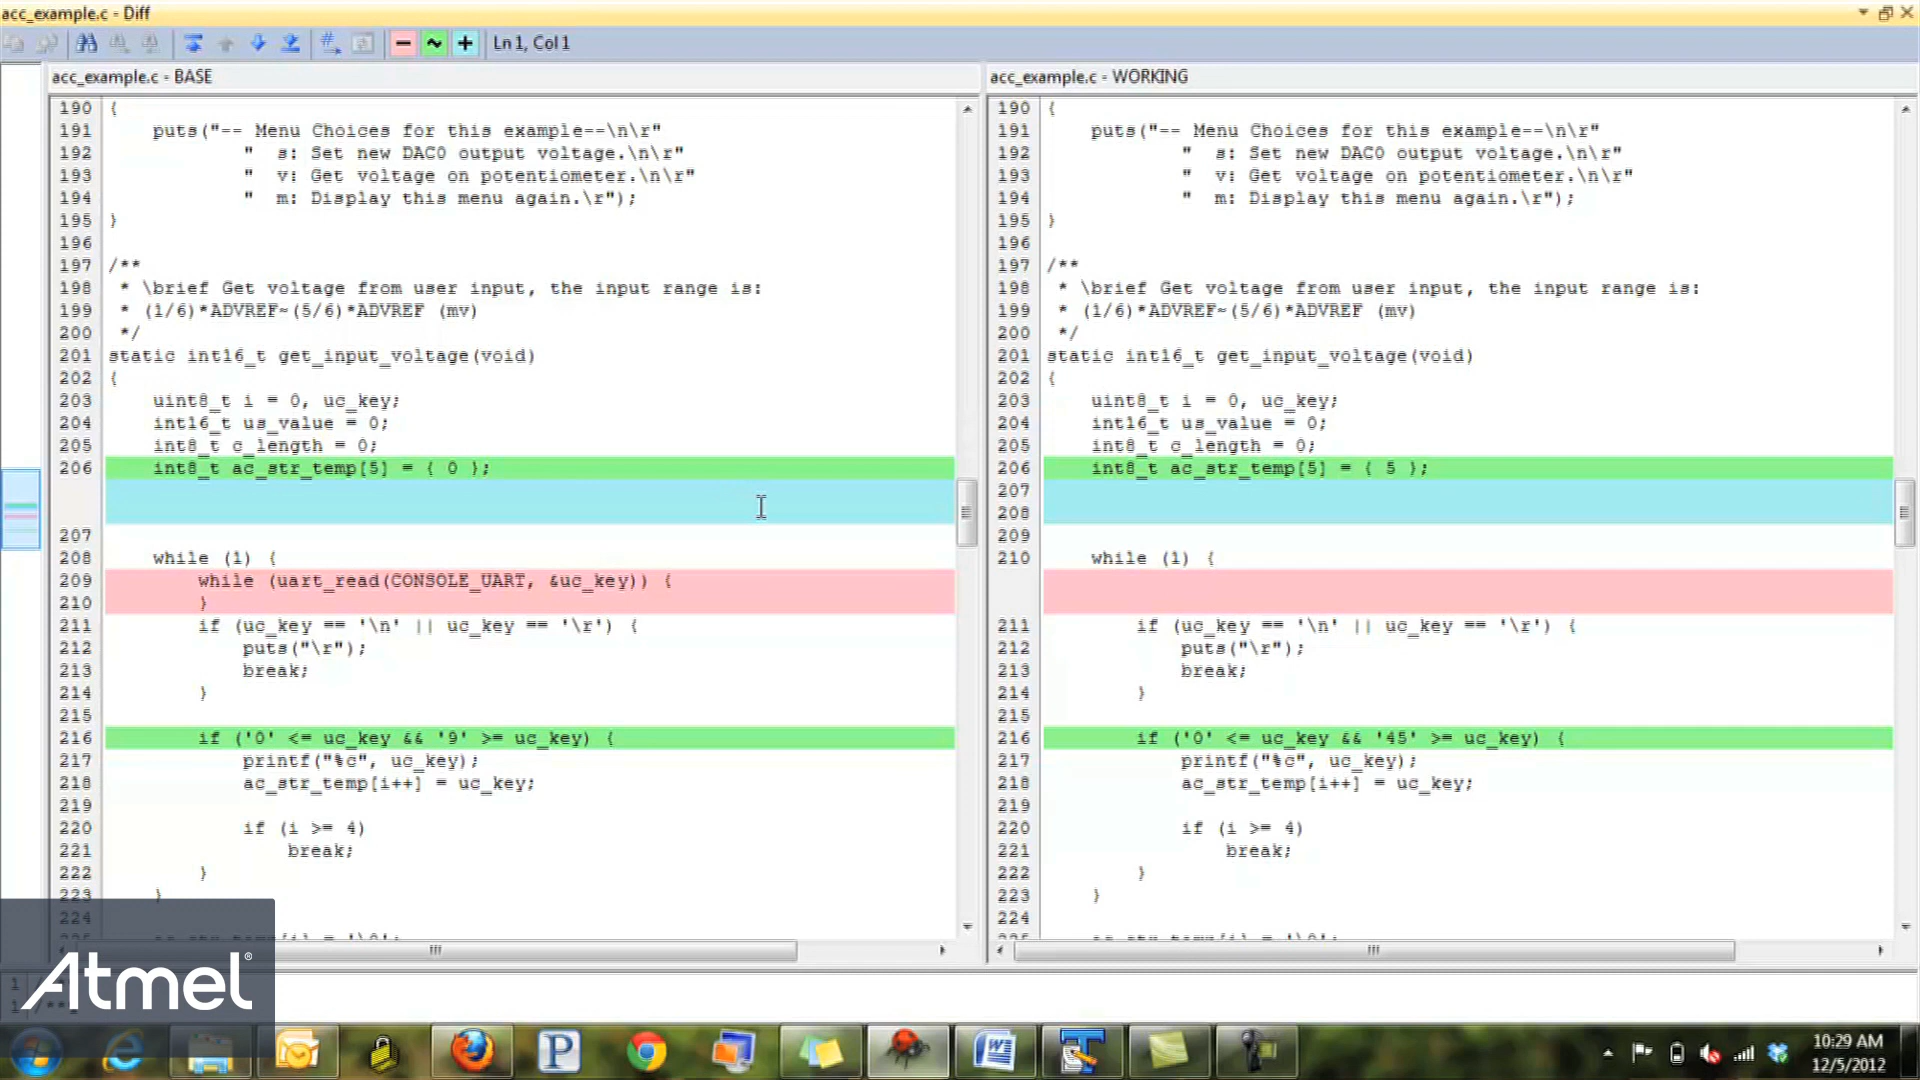 acc_example.c - Diff
Ln 1, Col 1
acc_example.c - BASE
190 {
191 puts("-- Menu Choices for this example--\n\r"
192 " s: Set new DAC0 output voltage.\n\r"
193 " v: Get voltage on potentiometer.\n\r"
194 " m: Display this menu again.\r");
195 }
196
197 /**
198 * \brief Get voltage from user input, the input range is:
199 * (1/6)*ADVREF~(5/6)*ADVREF (mv)
200 */
201 static int16_t get_input_voltage(void)
202 {
203 uint8_t i = 0, uc_key;
204 int16_t us_value = 0;
205 int8_t c_length = 0;
206 int8_t ac_str_temp[5] = { 0 };
207
208 while (1) {
209 while (uart_read(CONSOLE_UART, &uc_key)) {
210 }
211 if (uc_key == '\n' || uc_key == '\r') {
212 puts("\r");
213 break;
214 }
215
216 if ('0' <= uc_key && '9' >= uc_key) {
217 printf("%c", uc_key);
218 ac_str_temp[i++] = uc_key;
219
220 if (i >= 4)
221 break;
222 }
223 }
224
acc_example.c - WORKING
190 {
191 puts("-- Menu Choices for this example--\n\r"
192 " s: Set new DAC0 output voltage.\n\r"
193 " v: Get voltage on potentiometer.\n\r"
194 " m: Display this menu again.\r");
195 }
196
197 /**
198 * \brief Get voltage from user input, the input range is:
199 * (1/6)*ADVREF~(5/6)*ADVREF (mv)
200 */
201 static int16_t get_input_voltage(void)
202 {
203 uint8_t i = 0, uc_key;
204 int16_t us_value = 0;
205 int8_t c_length = 0;
206 int8_t ac_str_temp[5] = { 5 };
207
208
209
210 while (1) {
211 if (uc_key == '\n' || uc_key == '\r') {
212 puts("\r");
213 break;
214 }
215
216 if ('0' <= uc_key && '45' >= uc_key) {
217 printf("%c", uc_key);
218 ac_str_temp[i++] = uc_key;
219
220 if (i >= 4)
221 break;
222 }
223 }
224
Atmel®
10:29 AM
12/5/2012